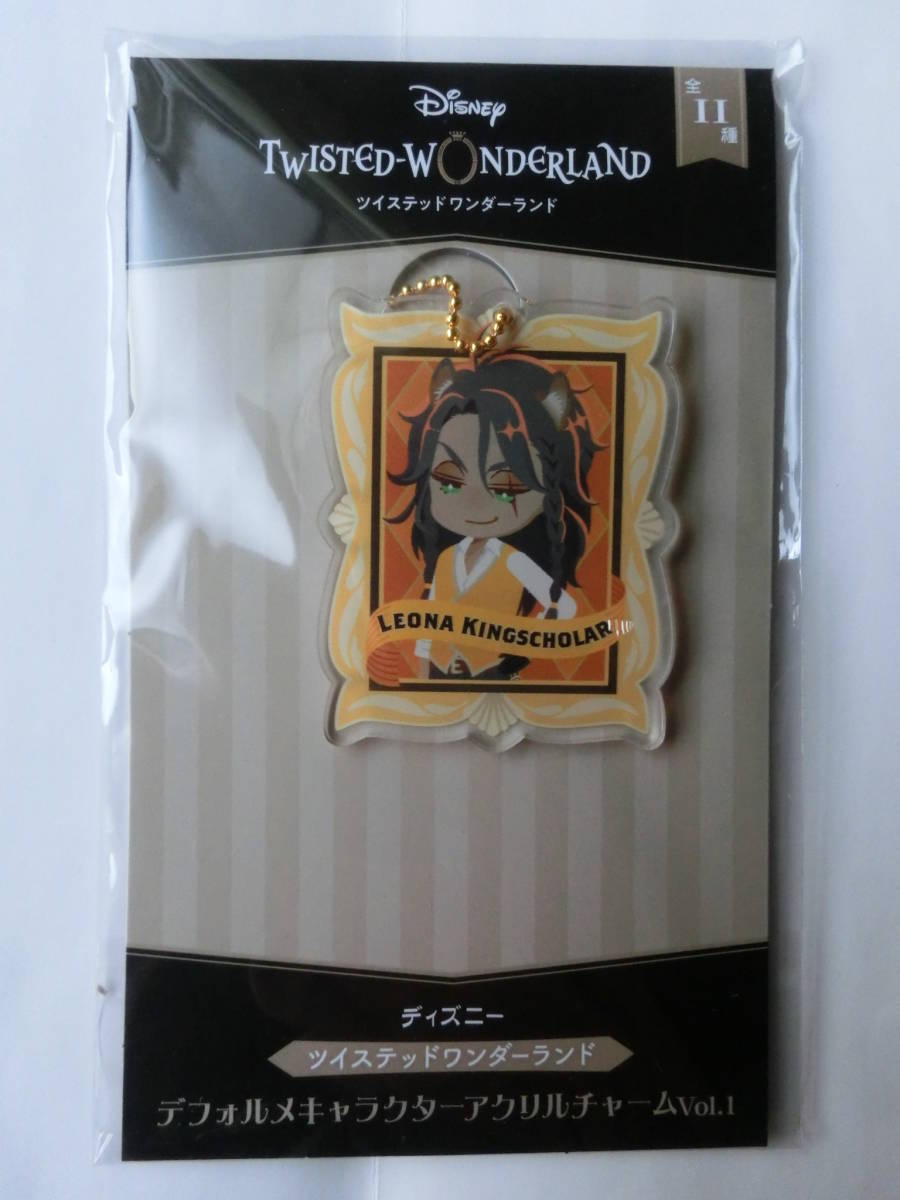 Disney
TWISTED-WONDERLAND
ツイステッドワンダーランド
全
11
種
LEONA KINGSCHOLAR
ディズニー
ツイステッドワンダーランド
デフォルメキャラクターアクリルチャームVol.1